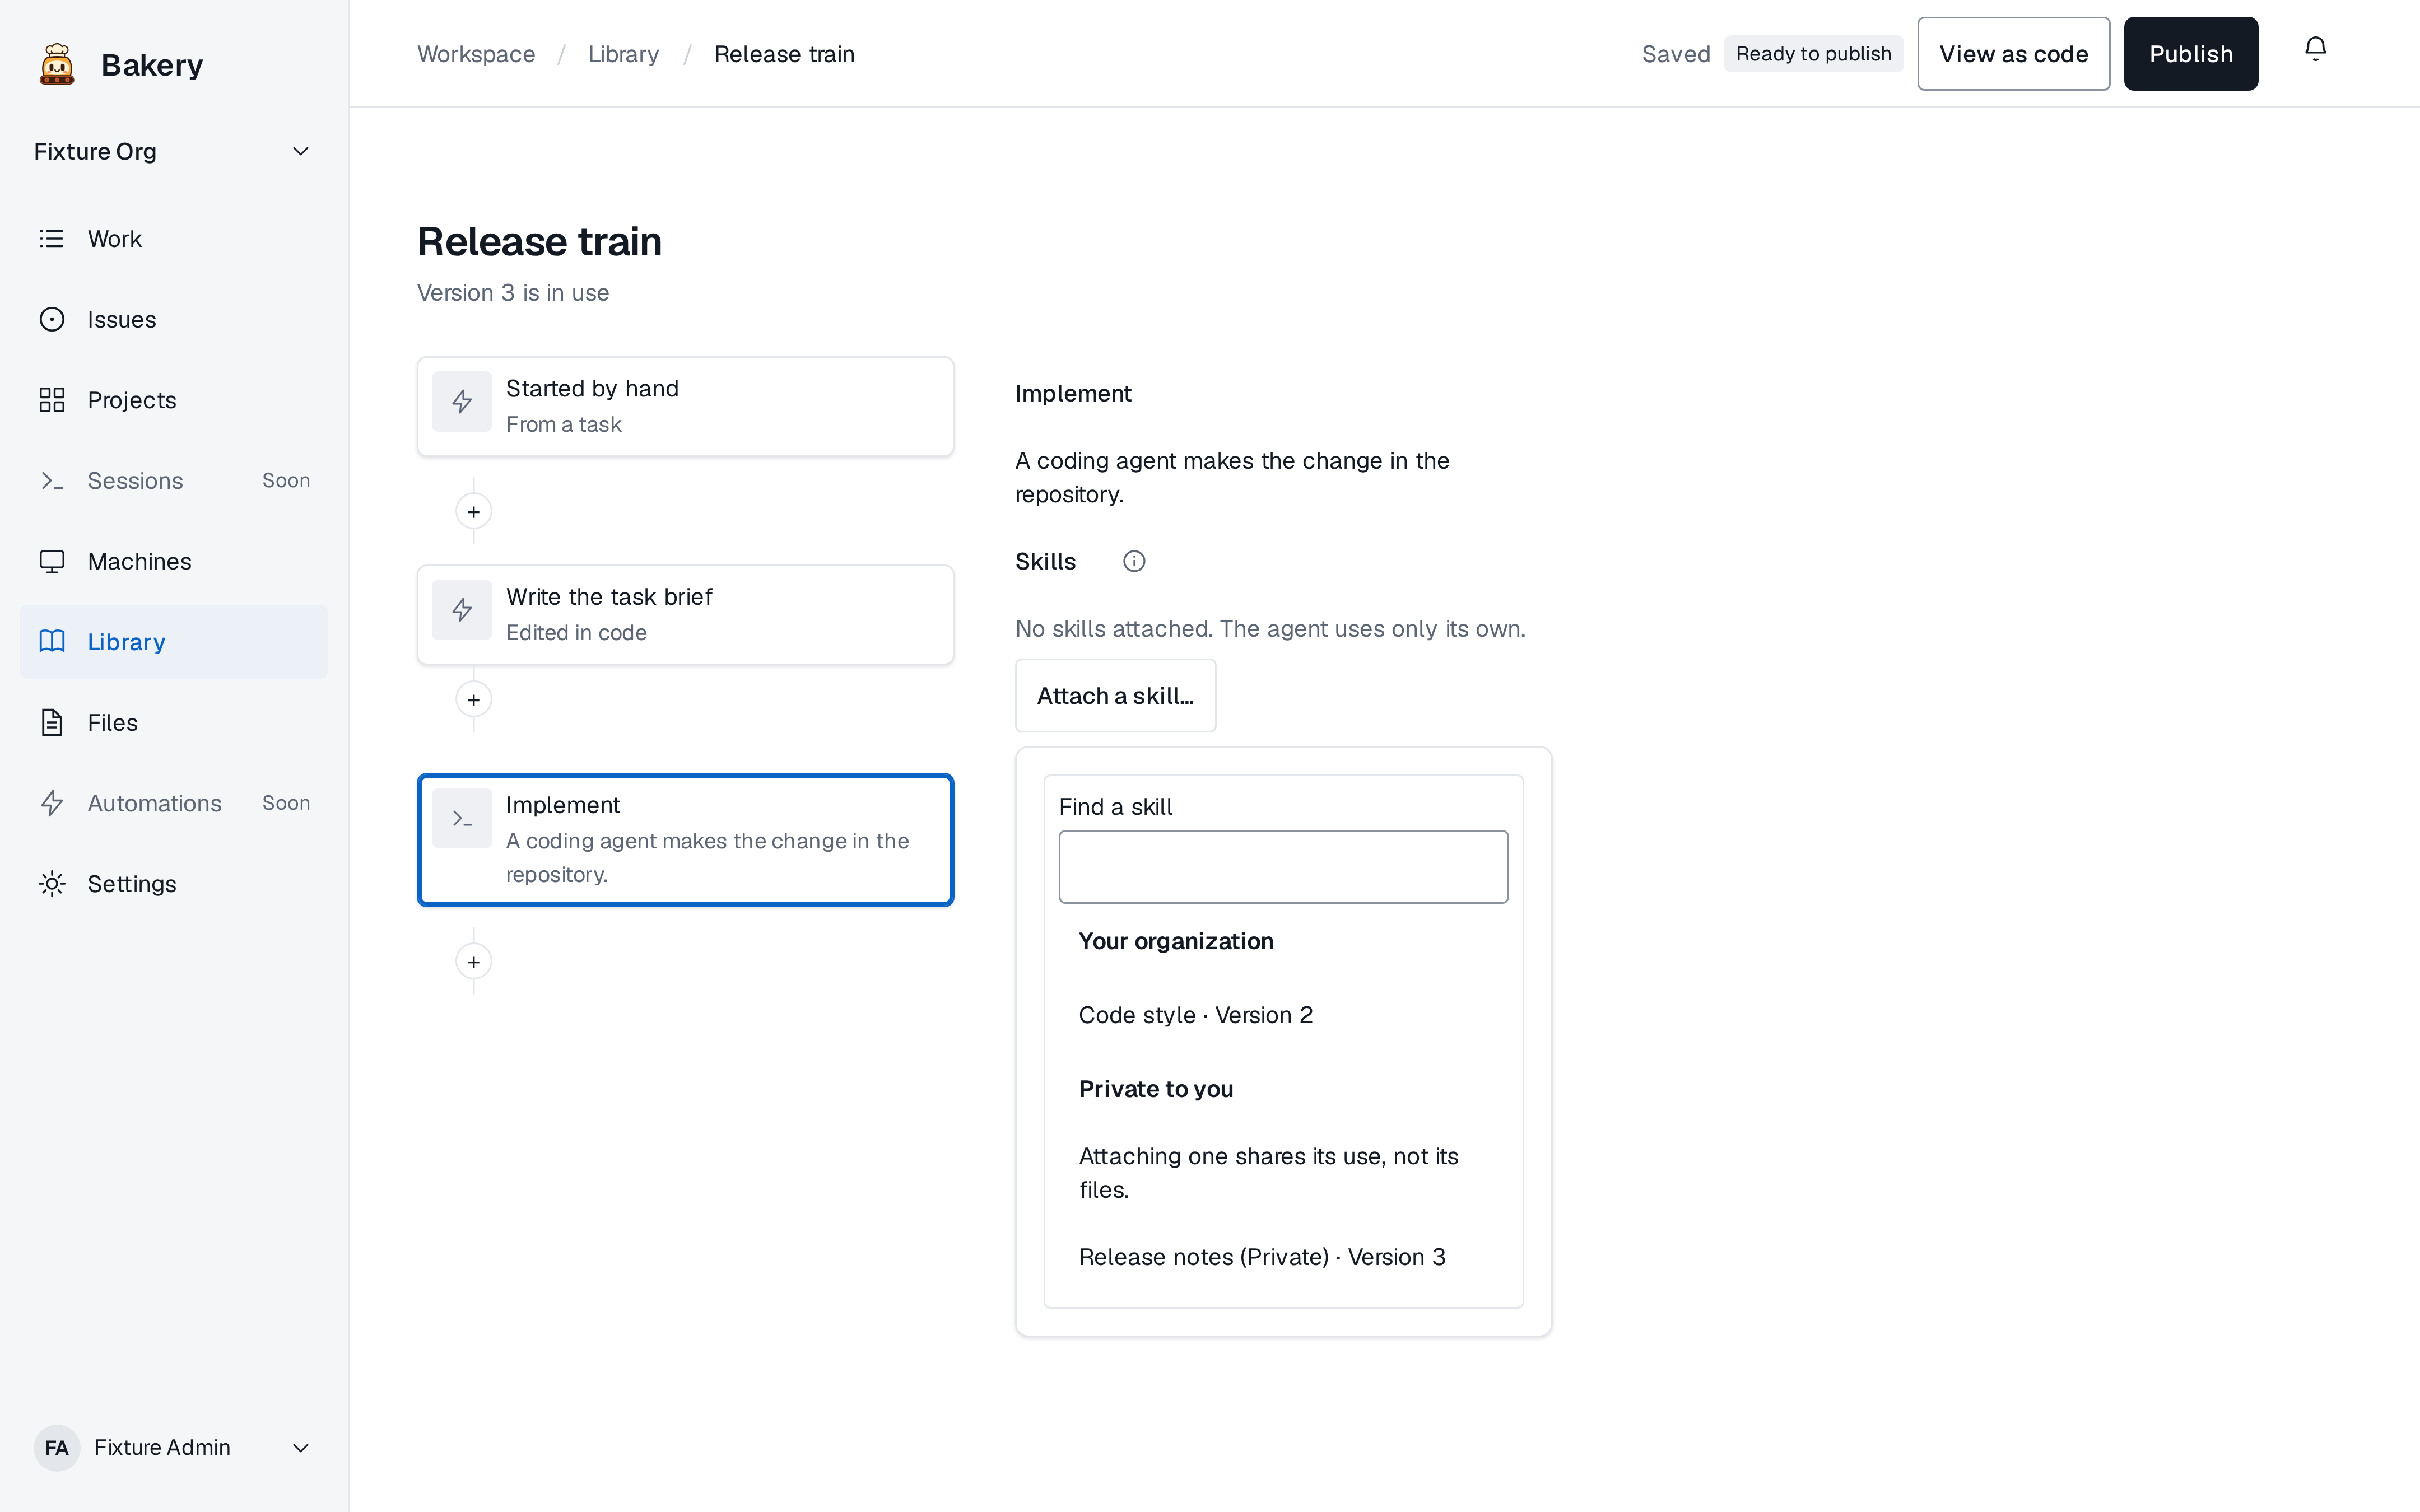 Bakery
Fixture Org
Work
Issues
Projects
Sessions Soon
Machines
Library
Files
Automations Soon
Settings
FA Fixture Admin
Workspace / Library / Release train
Saved Ready to publish View as code Publish
Release train
Version 3 is in use
Started by hand
From a task
+
Write the task brief
Edited in code
+
Implement
A coding agent makes the change in the
repository.
+
Implement
A coding agent makes the change in the
repository.
Skills
No skills attached. The agent uses only its own.
Attach a skill...
Find a skill
Your organization
Code style · Version 2
Private to you
Attaching one shares its use, not its
files.
Release notes (Private) · Version 3